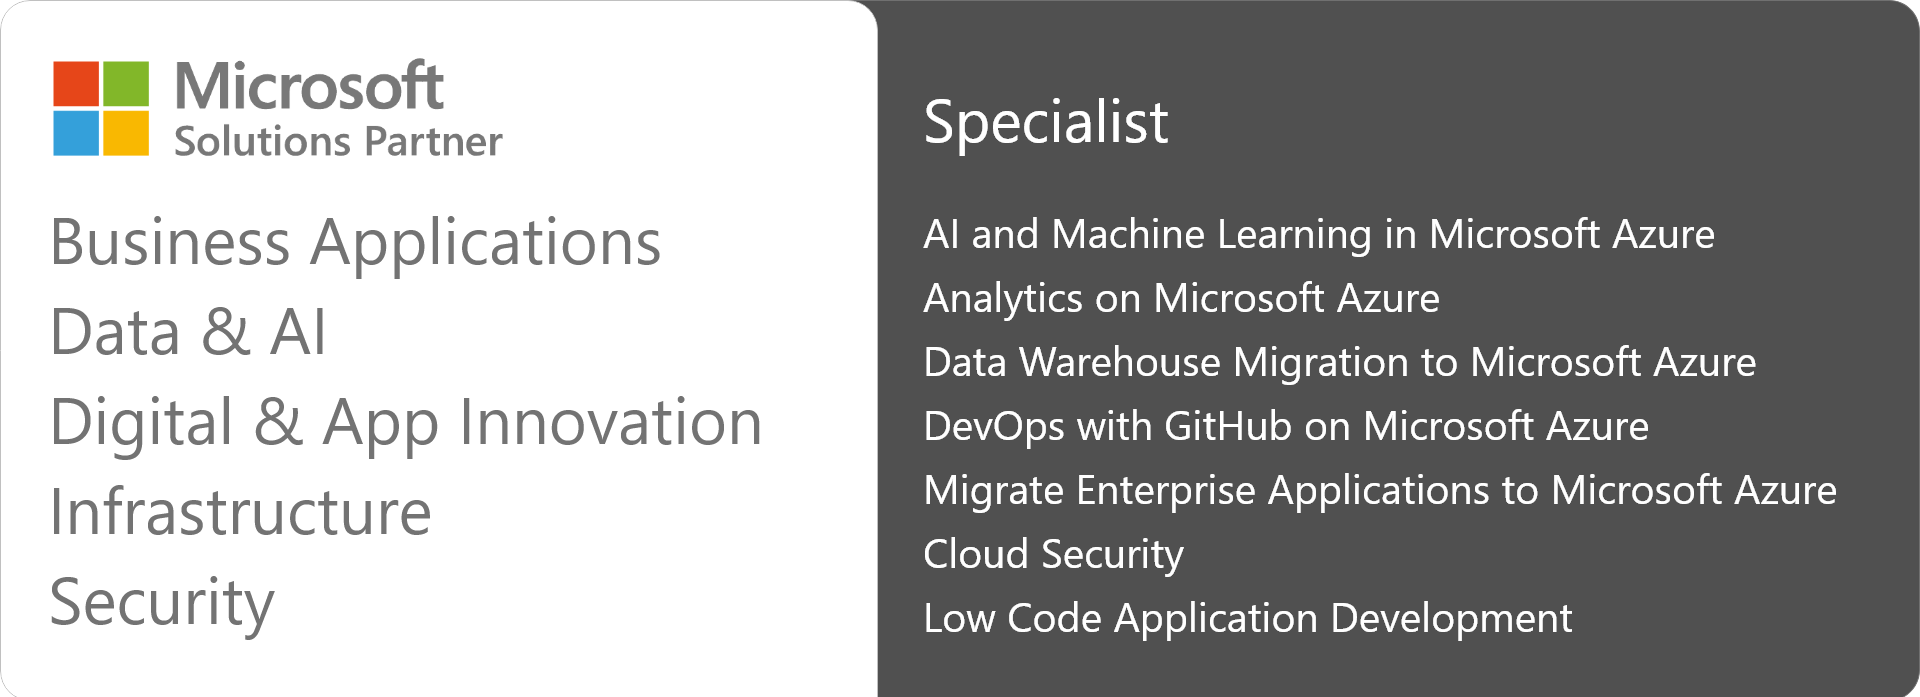 Microsoft
Solutions Partner
Business Applications
Data & AI
Digital & App Innovation
Infrastructure
Security
Specialist
AI and Machine Learning in Microsoft Azure
Analytics on Microsoft Azure
Data Warehouse Migration to Microsoft Azure
DevOps with GitHub on Microsoft Azure
Migrate Enterprise Applications to Microsoft Azure
Cloud Security
Low Code Application Development